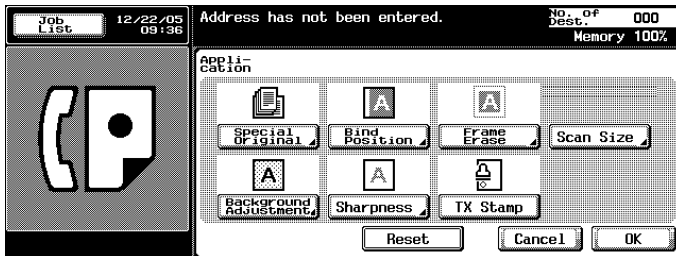 Job
List
12/22/05
09:36
Address has not been entered.
No. of
Dest.
000
Memory 100%
Appli-
cation
Special
Original
Bind
Position
Frame
Erase
Scan Size
Background
Adjustment
Sharpness
TX Stamp
Reset
Cancel
OK